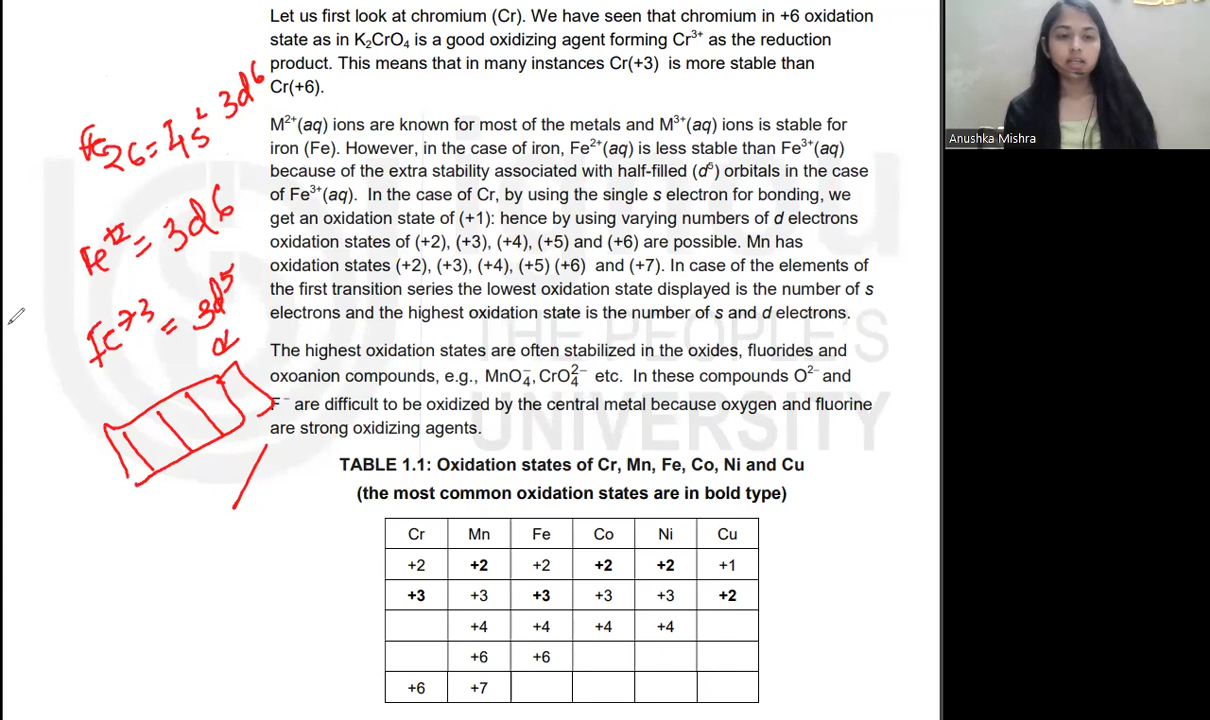 Let us first look at chromium (Cr). We have seen that chromium in +6 oxidation
state as in K₂CrO₄ is a good oxidizing agent forming Cr³⁺ as the reduction
product. This means that in many instances Cr(+3) is more stable than
Cr(+6).
M²⁺(aq) ions are known for most of the metals and M³⁺(aq) ions is stable for
iron (Fe). However, in the case of iron, Fe²⁺(aq) is less stable than Fe³⁺(aq)
because of the extra stability associated with half-filled (d⁵) orbitals in the case
of Fe³⁺(aq). In the case of Cr, by using the single s electron for bonding, we
get an oxidation state of (+1): hence by using varying numbers of d electrons
oxidation states of (+2), (+3), (+4), (+5) and (+6) are possible. Mn has
oxidation states (+2), (+3), (+4), (+5) (+6) and (+7). In case of the elements of
the first transition series the lowest oxidation state displayed is the number of s
electrons and the highest oxidation state is the number of s and d electrons.
The highest oxidation states are often stabilized in the oxides, fluorides and
oxoanion compounds, e.g., MnO₄⁻, CrO₄²⁻ etc. In these compounds O²⁻ and
F⁻ are difficult to be oxidized by the central metal because oxygen and fluorine
are strong oxidizing agents.
TABLE 1.1: Oxidation states of Cr, Mn, Fe, Co, Ni and Cu
(the most common oxidation states are in bold type)
Cr Mn Fe Co Ni Cu
+2 +2 +2 +2 +2 +1
+3 +3 +3 +3 +3 +2
+4 +4 +4 +4
+6 +6
+6 +7
Fe26 = 4s² 3d6
Fe+2 = 3d6
Fe+3 = 3d5
Anushka Mishra
THE PEOPLE'S
UNIVERSITY